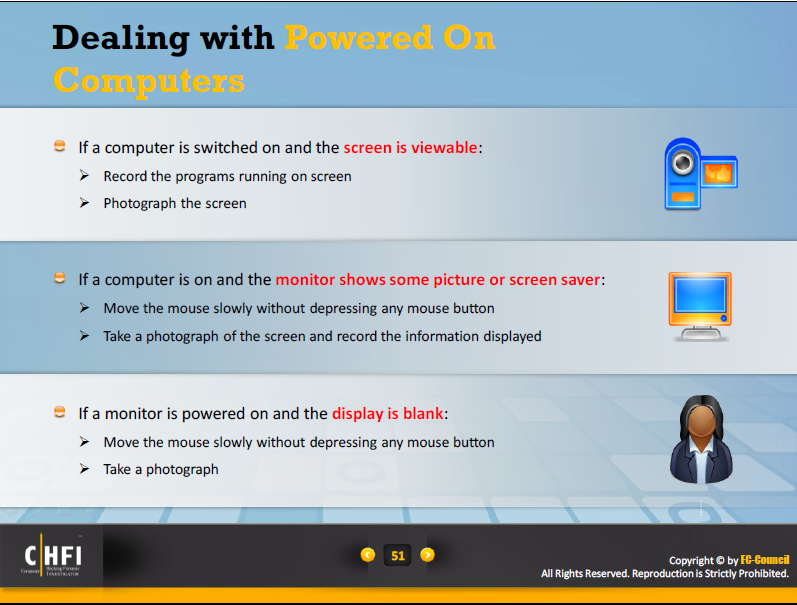 Dealing with Powered On
Computers
If a computer is switched on and the screen is viewable:
Record the programs running on screen
Photograph the screen
If a computer is on and the monitor shows some picture or screen saver:
Move the mouse slowly without depressing any mouse button
Take a photograph of the screen and record the information displayed
If a monitor is powered on and the display is blank:
Move the mouse slowly without depressing any mouse button
Take a photograph
CHFI
Computer Hacking Forensic
INVESTIGATOR
51
Copyright © by EC-Council
All Rights Reserved. Reproduction is Strictly Prohibited.